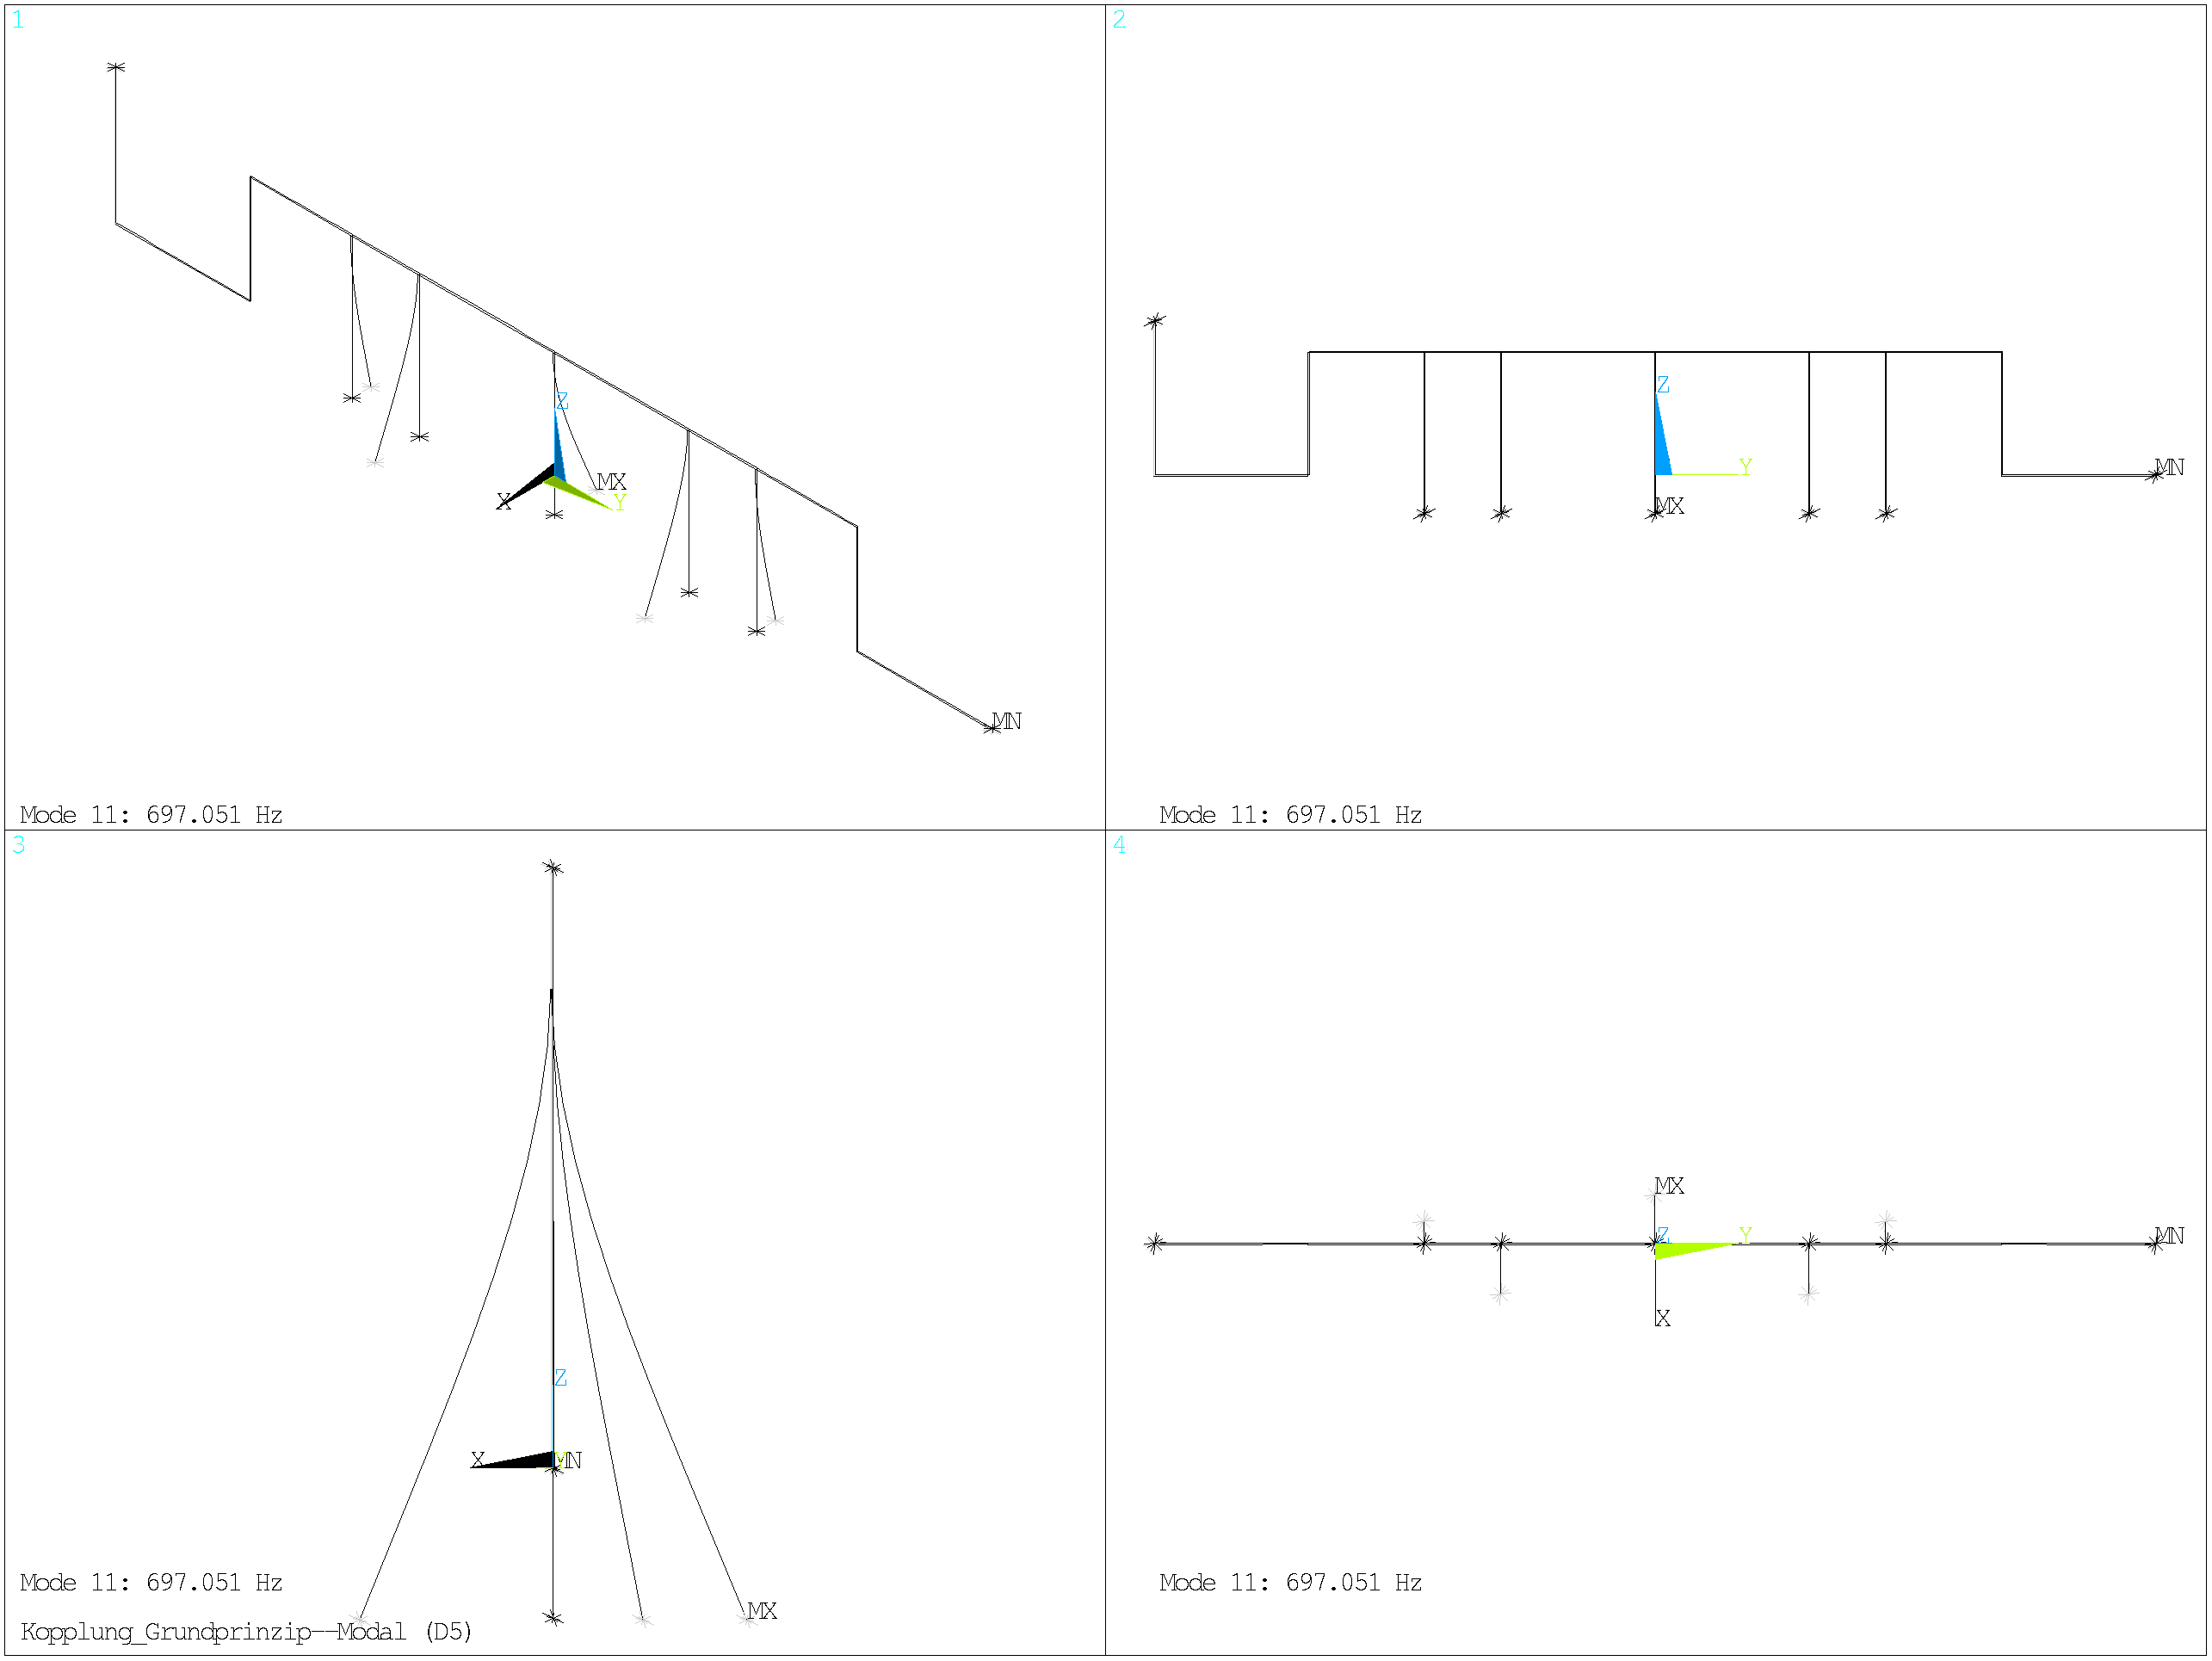 1
MX
Z
X
Y
MN
Mode 11: 697.051 Hz
2
Z
Y
MN
MX
Mode 11: 697.051 Hz
3
Z
X
Y
MN
Mode 11: 697.051 Hz
MX
Kopplung_Grundprinzip--Modal (D5)
4
MX
Z
Y
MN
X
Mode 11: 697.051 Hz